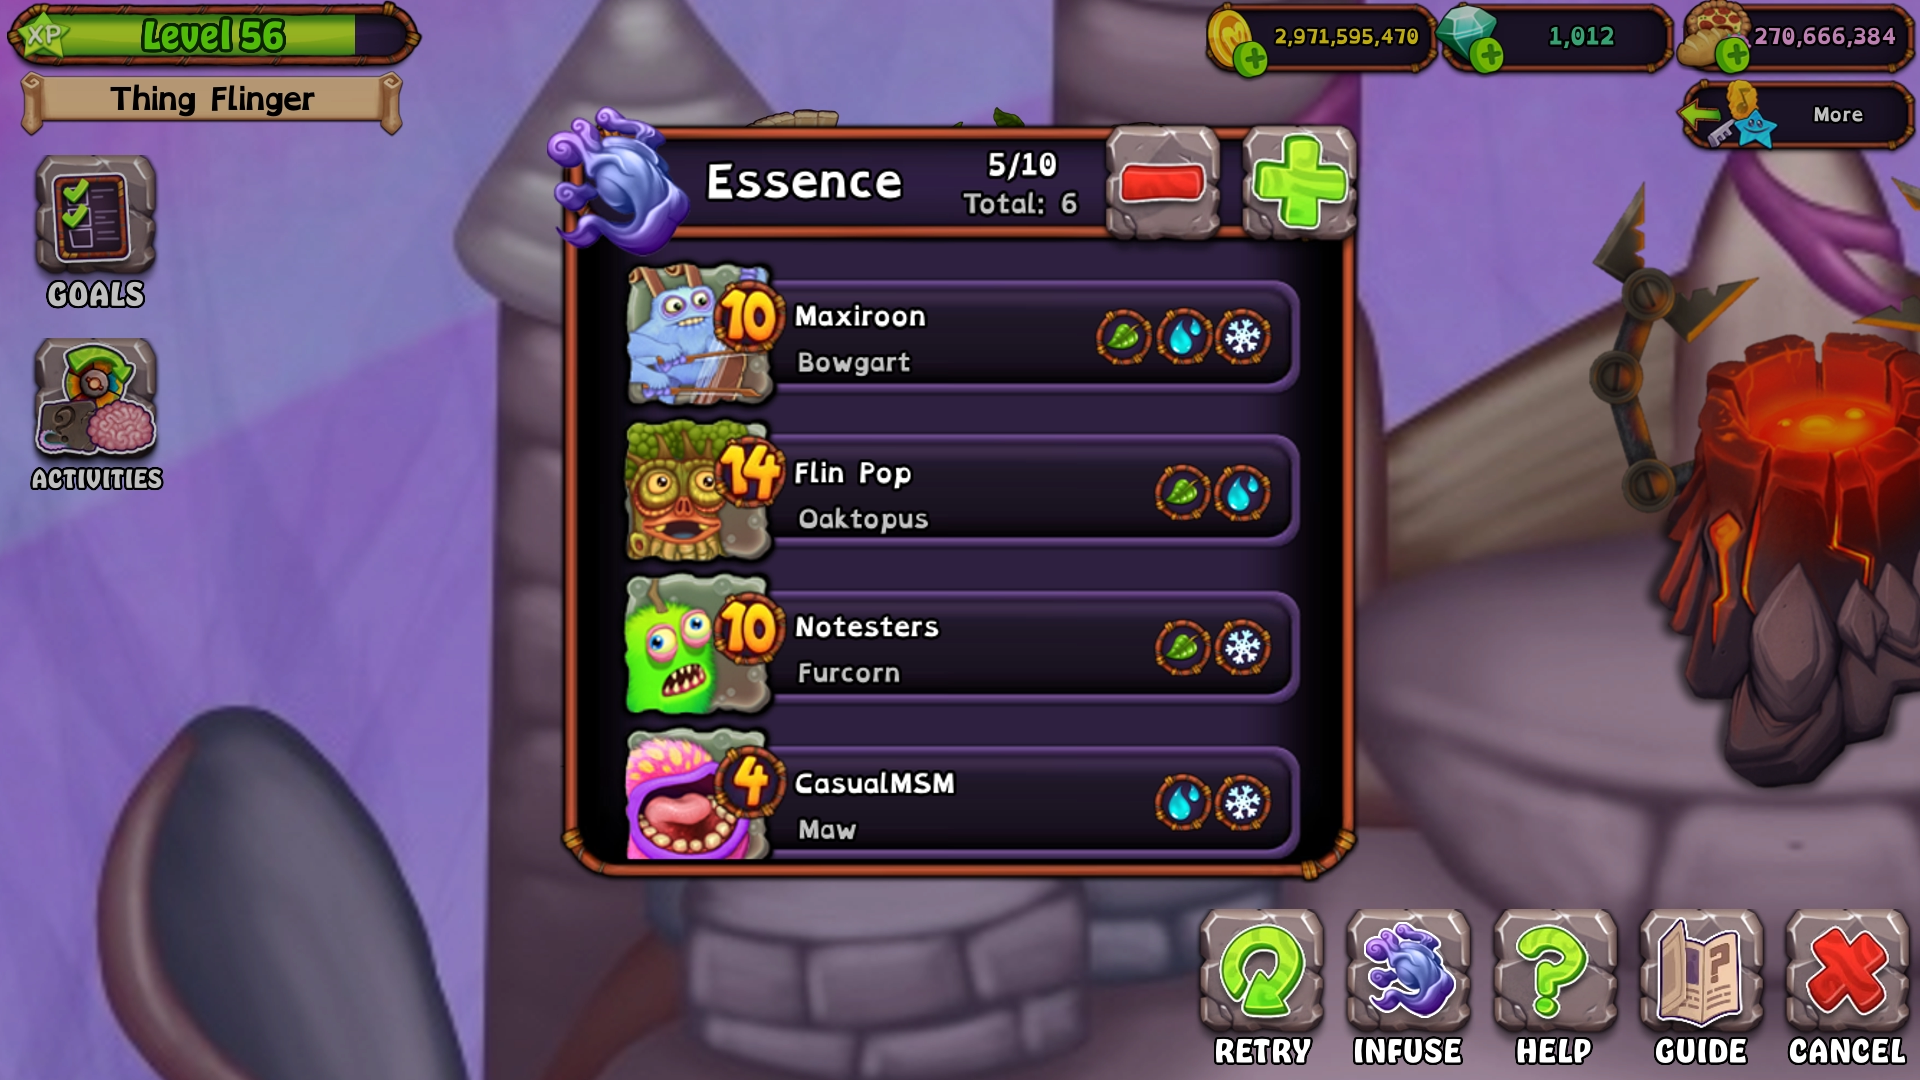 XP Level 56
Thing Flinger
2,971,595,470
1,012
270,666,384
More
GOALS
ACTIVITIES
Essence
5/10
Total: 6
10
Maxiroon
Bowgart
14
Flin Pop
Oaktopus
10
Notesters
Furcorn
4
CasualMSM
Maw
RETRY
INFUSE
HELP
GUIDE
CANCEL